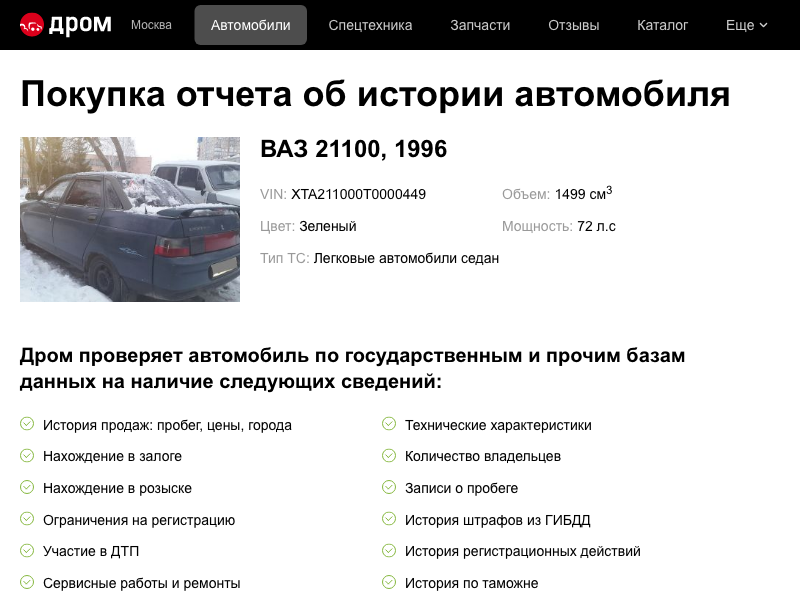 дром Москва Автомобили Спецтехника Запчасти Отзывы Каталог Еще
Покупка отчета об истории автомобиля
ВАЗ 21100, 1996
VIN: XTA211000T0000449 Объем: 1499 см3
Цвет: Зеленый Мощность: 72 л.с
Тип ТС: Легковые автомобили седан
Дром проверяет автомобиль по государственным и прочим базам
данных на наличие следующих сведений:
История продаж: пробег, цены, города
Нахождение в залоге
Нахождение в розыске
Ограничения на регистрацию
Участие в ДТП
Сервисные работы и ремонты
Технические характеристики
Количество владельцев
Записи о пробеге
История штрафов из ГИБДД
История регистрационных действий
История по таможне